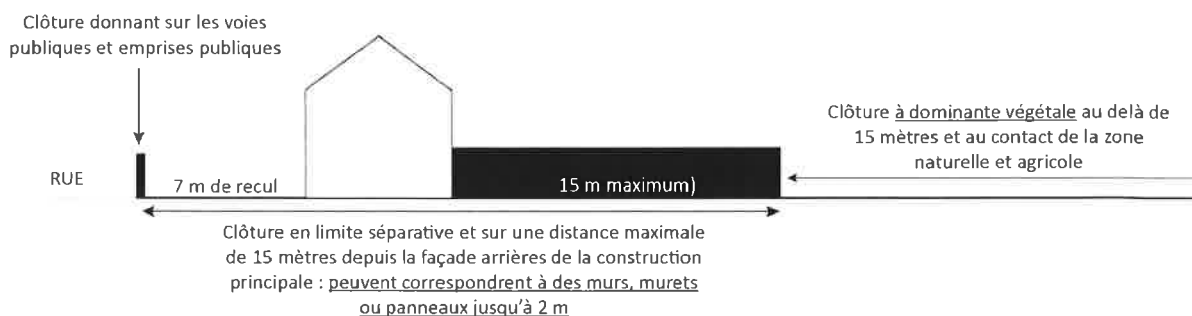 Clôture donnant sur les voies
publiques et emprises publiques
Clôture à dominante végétale au delà de
15 mètres et au contact de la zone
naturelle et agricole
RUE
7 m de recul
15 m maximum)
Clôture en limite séparative et sur une distance maximale
de 15 mètres depuis la façade arrières de la construction
principale : peuvent correspondrent à des murs, murets
ou panneaux jusqu'à 2 m